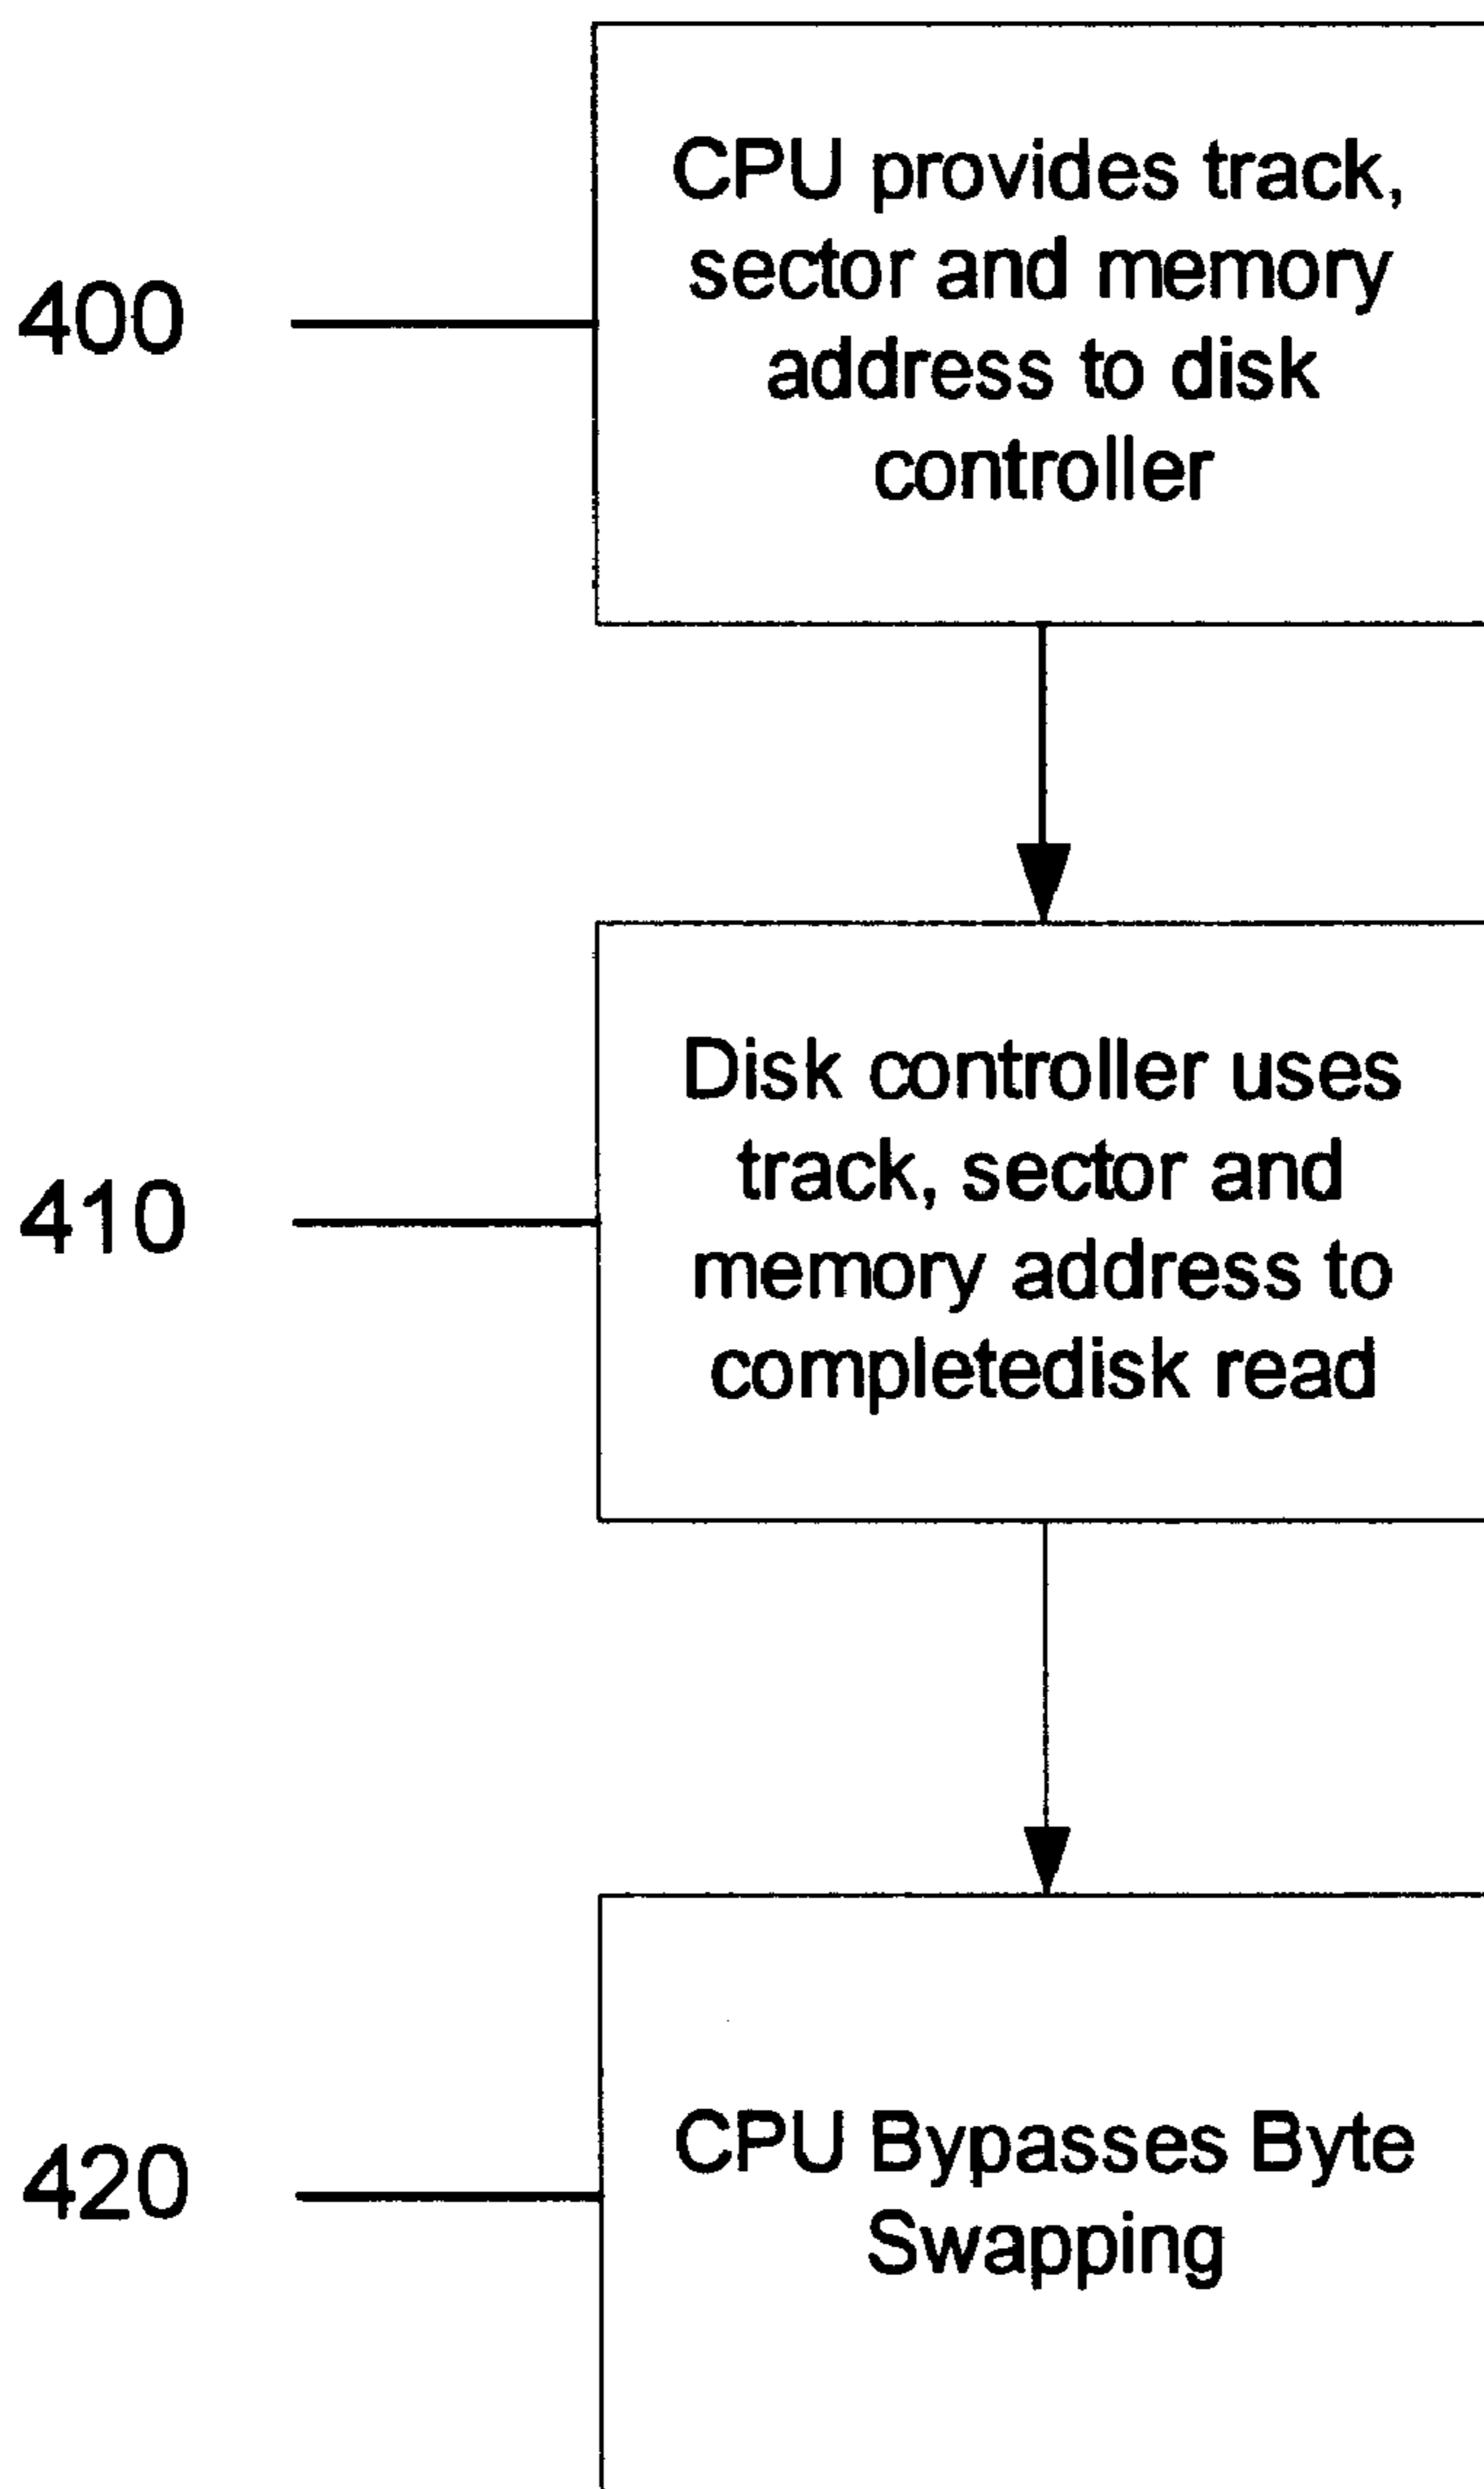 400
CPU provides track,
sector and memory
address to disk
controller
410
Disk controller uses
track, sector and
memory address to
completedisk read
420
CPU Bypasses Byte
Swapping